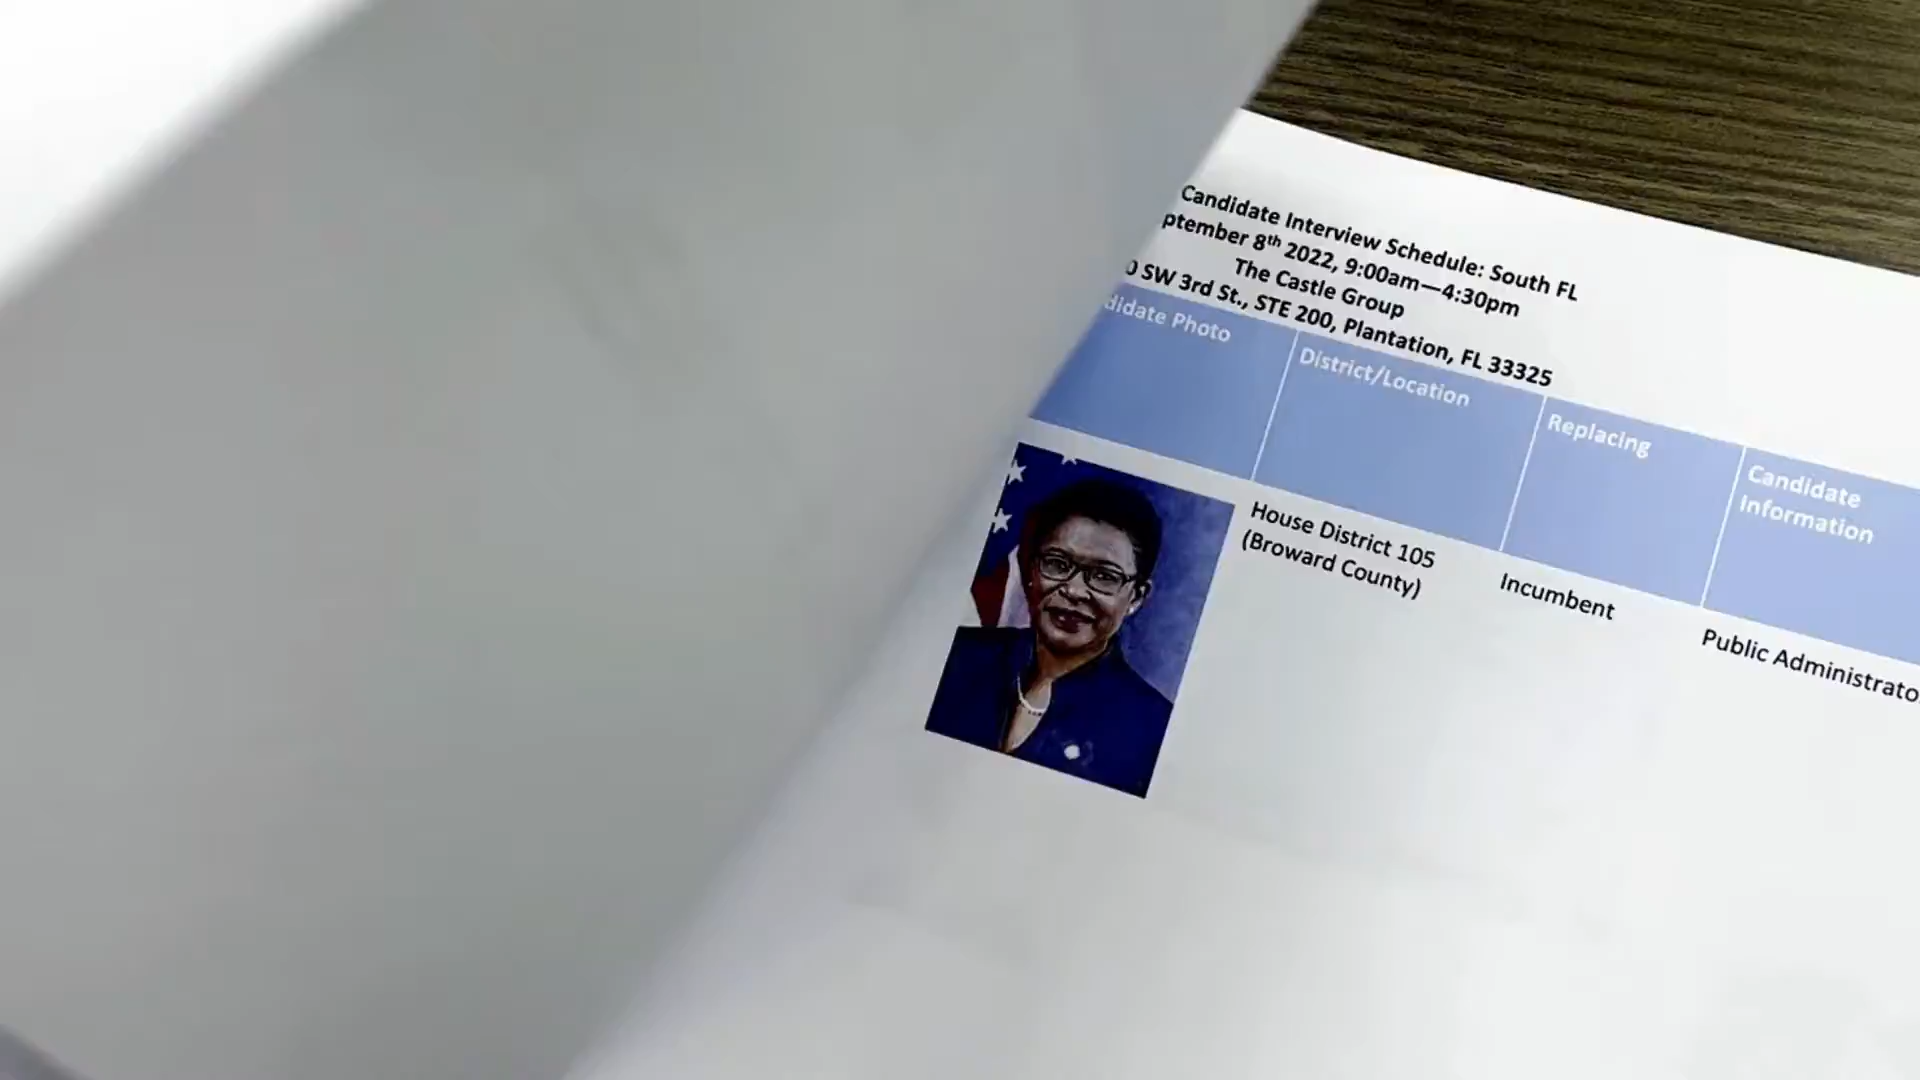 Candidate Interview Schedule: South FL
ptember 8th 2022, 9:00am—4:30pm
The Castle Group
0 SW 3rd St., STE 200, Plantation, FL 33325
didate Photo
District/Location
Replacing
Candidate
Information
House District 105
(Broward County)
Incumbent
Public Administrato